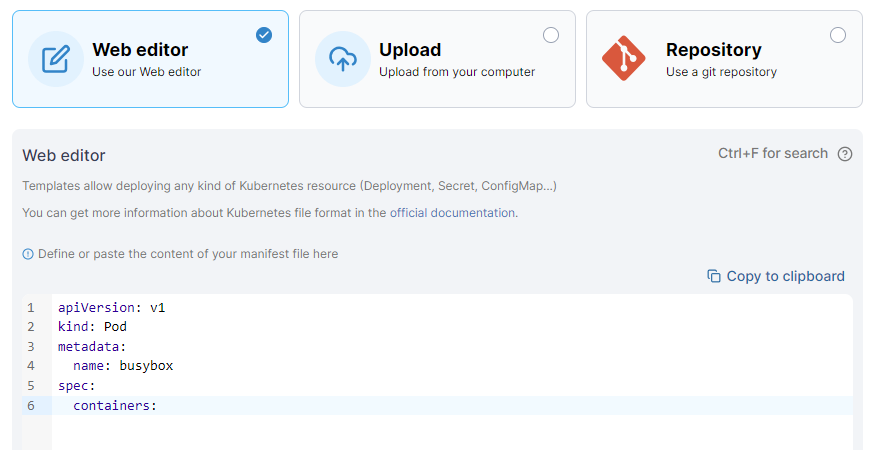 Web editor
Use our Web editor
Upload
Upload from your computer
Repository
Use a git repository
Web editor
Ctrl+F for search
Templates allow deploying any kind of Kubernetes resource (Deployment, Secret, ConfigMap...)
You can get more information about Kubernetes file format in the official documentation.
Define or paste the content of your manifest file here
Copy to clipboard
1 apiVersion: v1
2 kind: Pod
3 metadata:
4   name: busybox
5 spec:
6   containers: